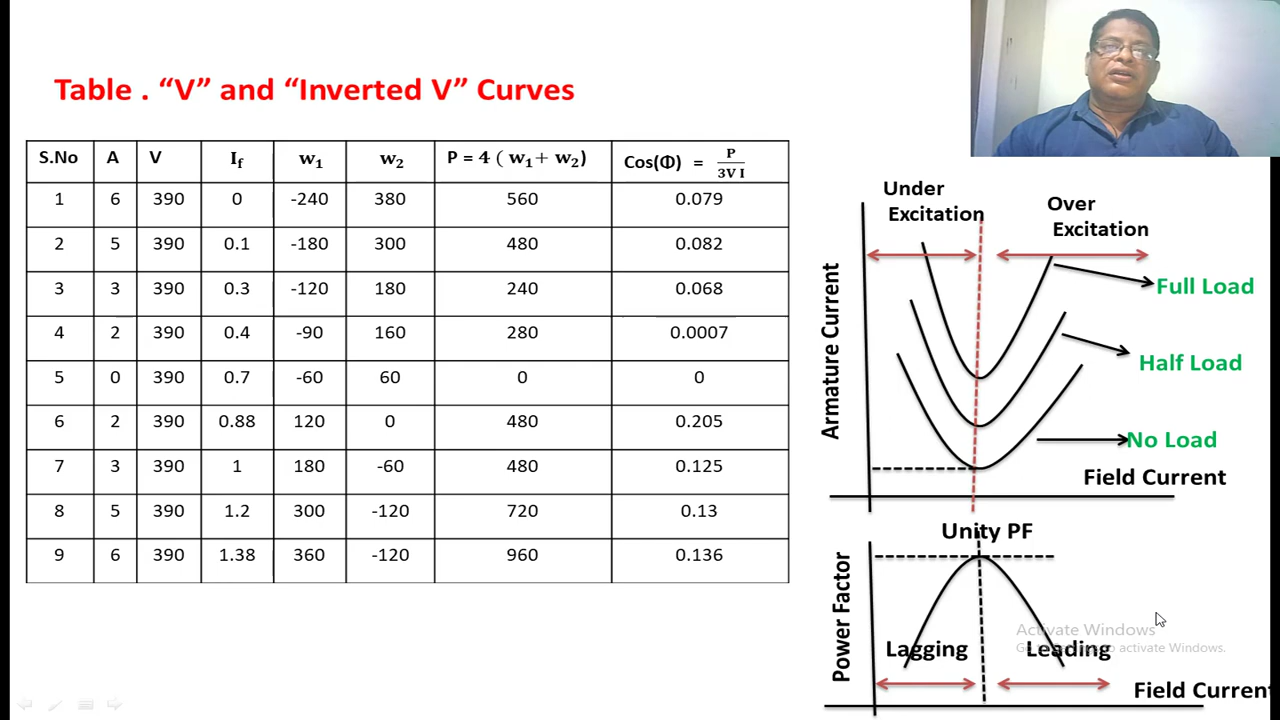 Table . “V” and “Inverted V” Curves
S.No A V I_f w₁ w₂ P = 4 ( w₁+ w₂) Cos(Φ) = P / 3V I
1 6 390 0 -240 380 560 0.079
2 5 390 0.1 -180 300 480 0.082
3 3 390 0.3 -120 180 240 0.068
4 2 390 0.4 -90 160 280 0.0007
5 0 390 0.7 -60 60 0 0
6 2 390 0.88 120 0 480 0.205
7 3 390 1 180 -60 480 0.125
8 5 390 1.2 300 -120 720 0.13
9 6 390 1.38 360 -120 960 0.136
Under
Excitation
Over
Excitation
Armature Current
Full Load
Half Load
No Load
Field Current
Unity PF
Power Factor
Lagging
Leading
Activate Windows
Go to to activate Windows.
Field Current